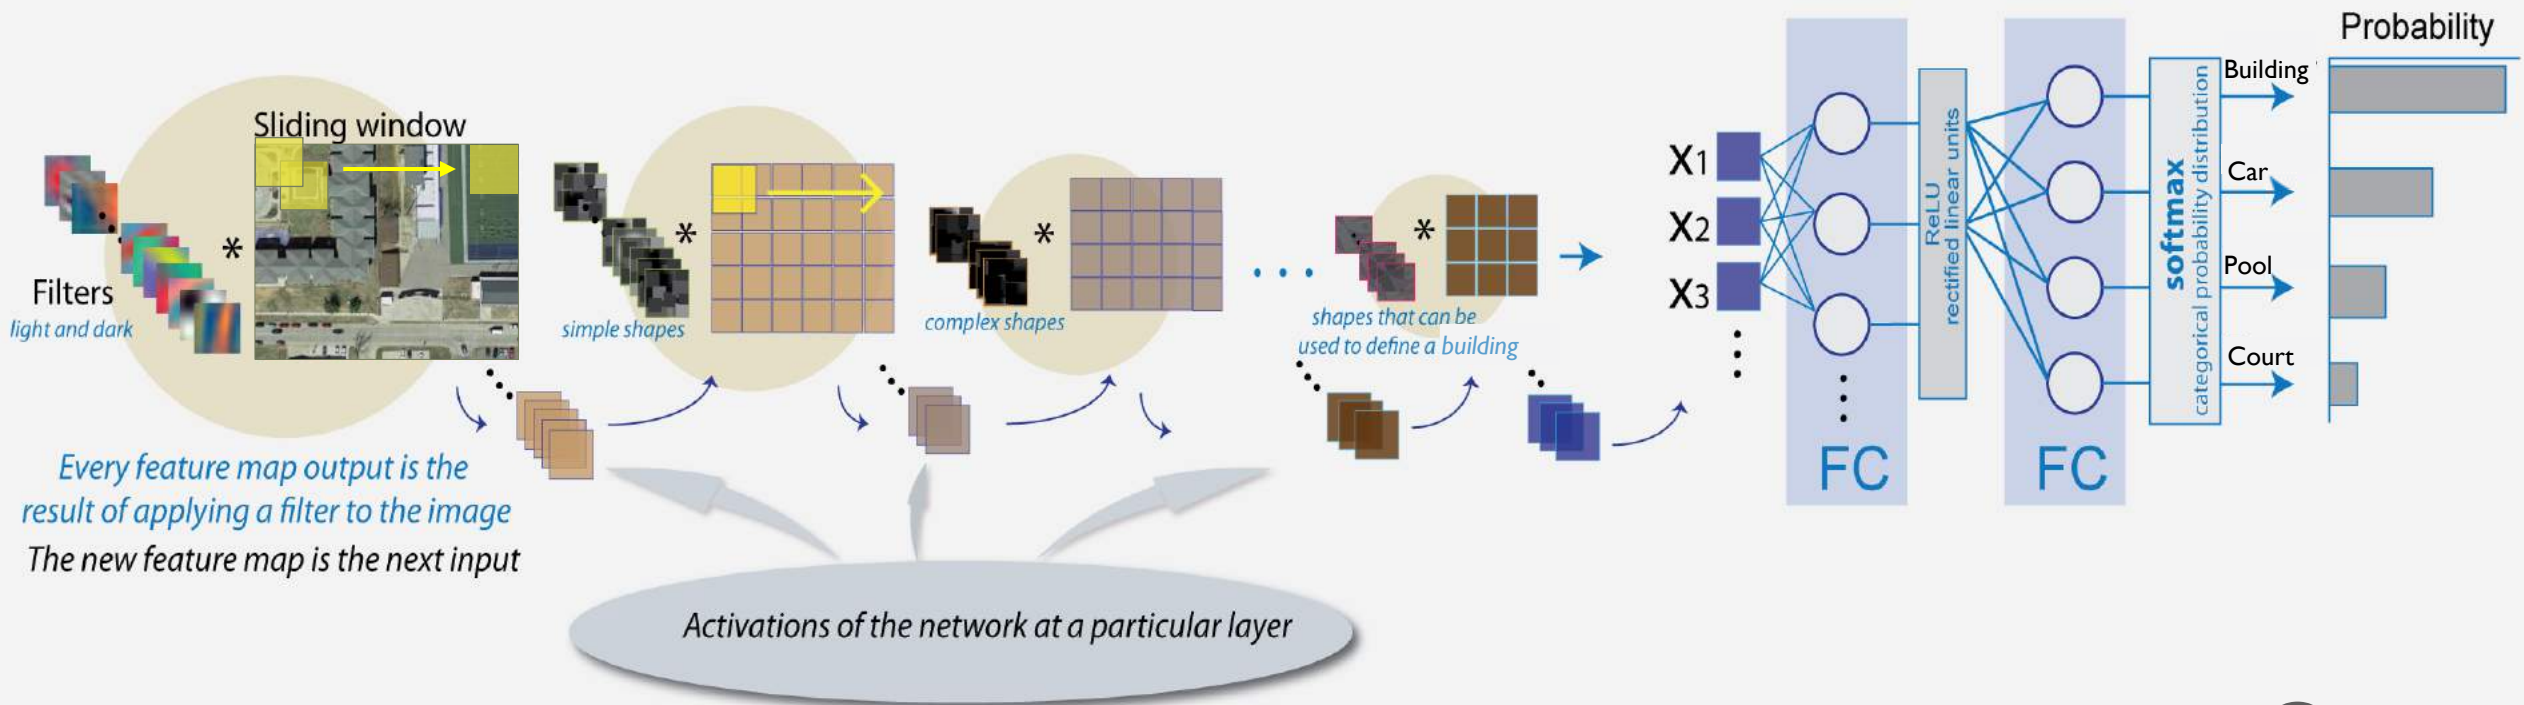 Probability
Sliding window
Building
Car
Pool
Court
X1
X2
X3
ReLU
rectified linear units
softmax
categorical probability distribution
*
*
*
*
Filters
light and dark
simple shapes
complex shapes
shapes that can be
used to define a building
FC
FC
Every feature map output is the
result of applying a filter to the image
The new feature map is the next input
Activations of the network at a particular layer